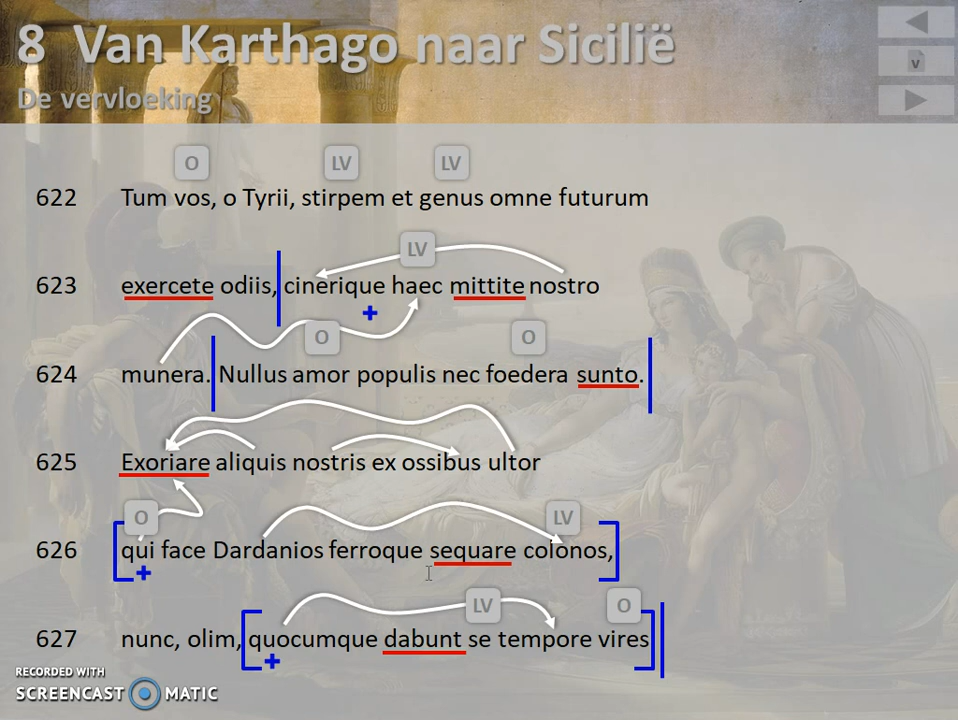 8 Van Karthago naar Sicilië
De vervloeking
v
O LV LV
622 Tum vos, o Tyrii, stirpem et genus omne futurum
LV
623 exercete odiis, cinerique haec mittite nostro
+
O O
624 munera. Nullus amor populis nec foedera sunto.
625 Exoriare aliquis nostris ex ossibus ultor
O LV
626 qui face Dardanios ferroque sequare colonos,
+
LV O
627 nunc, olim, quocumque dabunt se tempore vires
+
RECORDED WITH
SCREENCAST MATIC